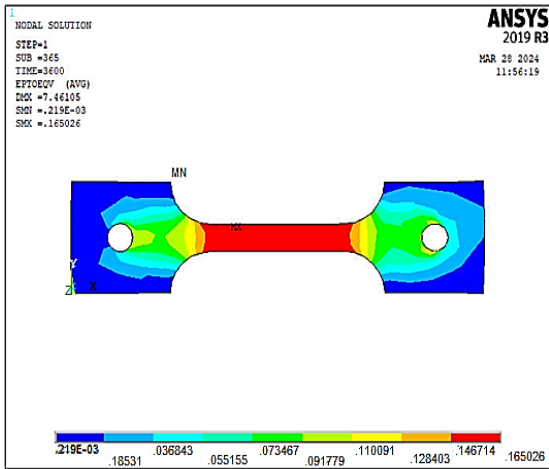 1
NODAL SOLUTION
STEP=1
SUB =365
TIME=3600
EPTOEQV (AVG)
DMX =7.46105
SMN =.219E-03
SMX =.165026
ANSYS
2019 R3
MAR 28 2024
11:56:19
MN
MX
Y
Z X
.219E-03 .036843 .073467 .110091 .146714
.18531 .055155 .091779 .128403 .165026